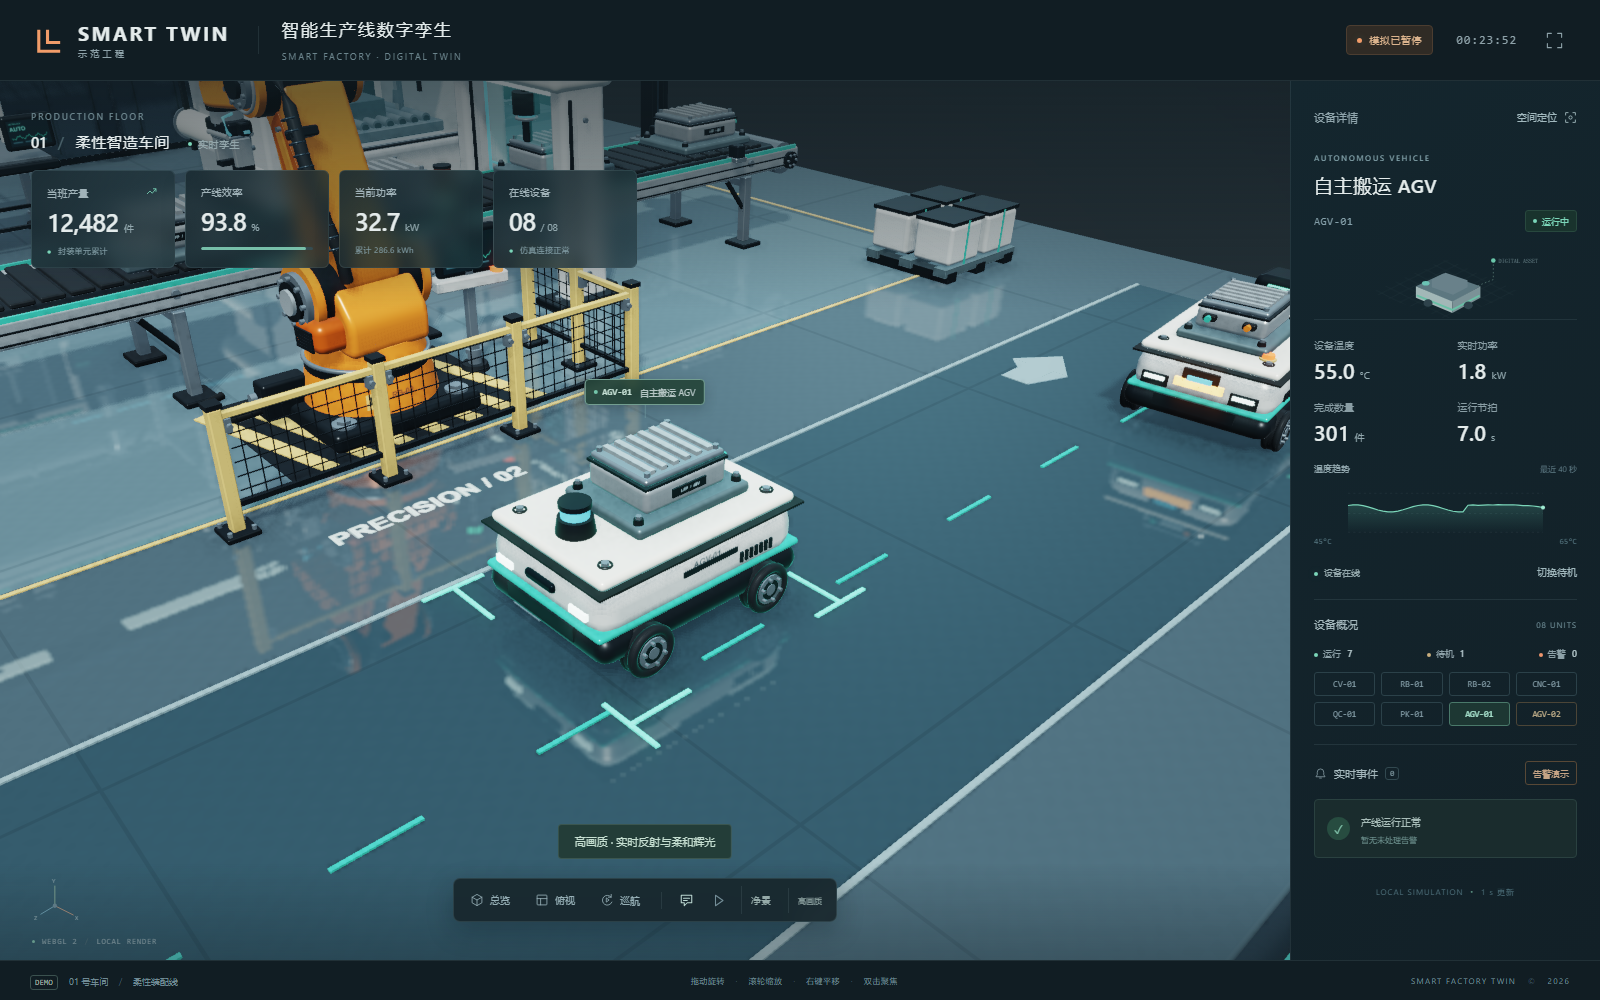 SMART TWIN
示范工程
智能生产线数字孪生
SMART FACTORY · DIGITAL TWIN
模拟已暂停
00:23:52
PRODUCTION FLOOR
01 / 柔性智造车间
实时孪生
AUTO
当班产量
12,482 件
封装单元累计
产线效率
93.8 %
当前功率
32.7 kW
累计 286.6 kWh
在线设备
08 / 08
仿真连接正常
AGV-01 自主搬运 AGV
PRECISION / 02
高画质 · 实时反射与柔和辉光
总览
俯视
巡航
净景
高画质
Y
Z
X
WEBGL 2 / LOCAL RENDER
设备详情
空间定位
AUTONOMOUS VEHICLE
自主搬运 AGV
AGV-01
运行中
DIGITAL ASSET
设备温度
实时功率
55.0 °C
1.8 kW
完成数量
运行节拍
301 件
7.0 s
温度趋势
最近 40 秒
45°C
65°C
设备在线
切换待机
设备概况
08 UNITS
运行 7
待机 1
告警 0
CV-01
RB-01
RB-02
CNC-01
QC-01
PK-01
AGV-01
AGV-02
实时事件 0
告警演示
产线运行正常
暂无未处理告警
LOCAL SIMULATION • 1 s 更新
DEMO 01 号车间 / 柔性装配线
拖动旋转 · 滚轮缩放 · 右键平移 · 双击聚焦
SMART FACTORY TWIN © 2026